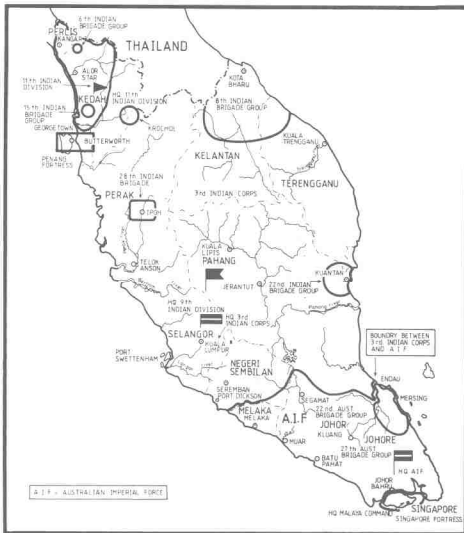 6th INDIAN
BRIGADE GROUP
PERLIS
KANGAR
THAILAND
11th INDIAN
DIVISION
ALOR
STAR
KEDAH
HQ 11th
INDIAN DIVISION
15th INDIAN
BRIGADE
GROUP
GEORGETOWN
BUTTERWORTH
KROHCOL
PENANG
FORTRESS
KOTA
BHARU
8th INDIAN
BRIGADE GROUP
KELANTAN
KUALA
TRENGGANU
TERENGGANU
28th INDIAN
BRIGADE
PERAK
IPOH
3rd INDIAN CORPS
TELOK
ANSON
KUALA
LIPIS
PAHANG
JERANTUT
KUANTAN
22nd INDIAN
BRIGADE GROUP
HQ 9th
INDIAN DIVISION
HQ 3rd
INDIAN CORPS
SELANGOR
KUALA
LUMPUR
PORT
SWETTENHAM
NEGERI
SEMBILAN
SEREMBAN
PORT DICKSON
BOUNDRY BETWEEN
3rd INDIAN CORPS
AND A I F
ENDAU
MERSING
MELAKA
MELAKA
SEGAMAT
A.I.F
22nd AUST
BRIGADE GROUP
JOHOR
KLUANG
JOHORE
MUAR
27th AUST
BRIGADE GROUP
BATU
PAHAT
HQ AIF
JOHOR
BAHRU
A I F = AUSTRALIAN IMPERIAL FORCE
HQ MALAYA COMMAND
SINGAPORE
SINGAPORE FORTRESS